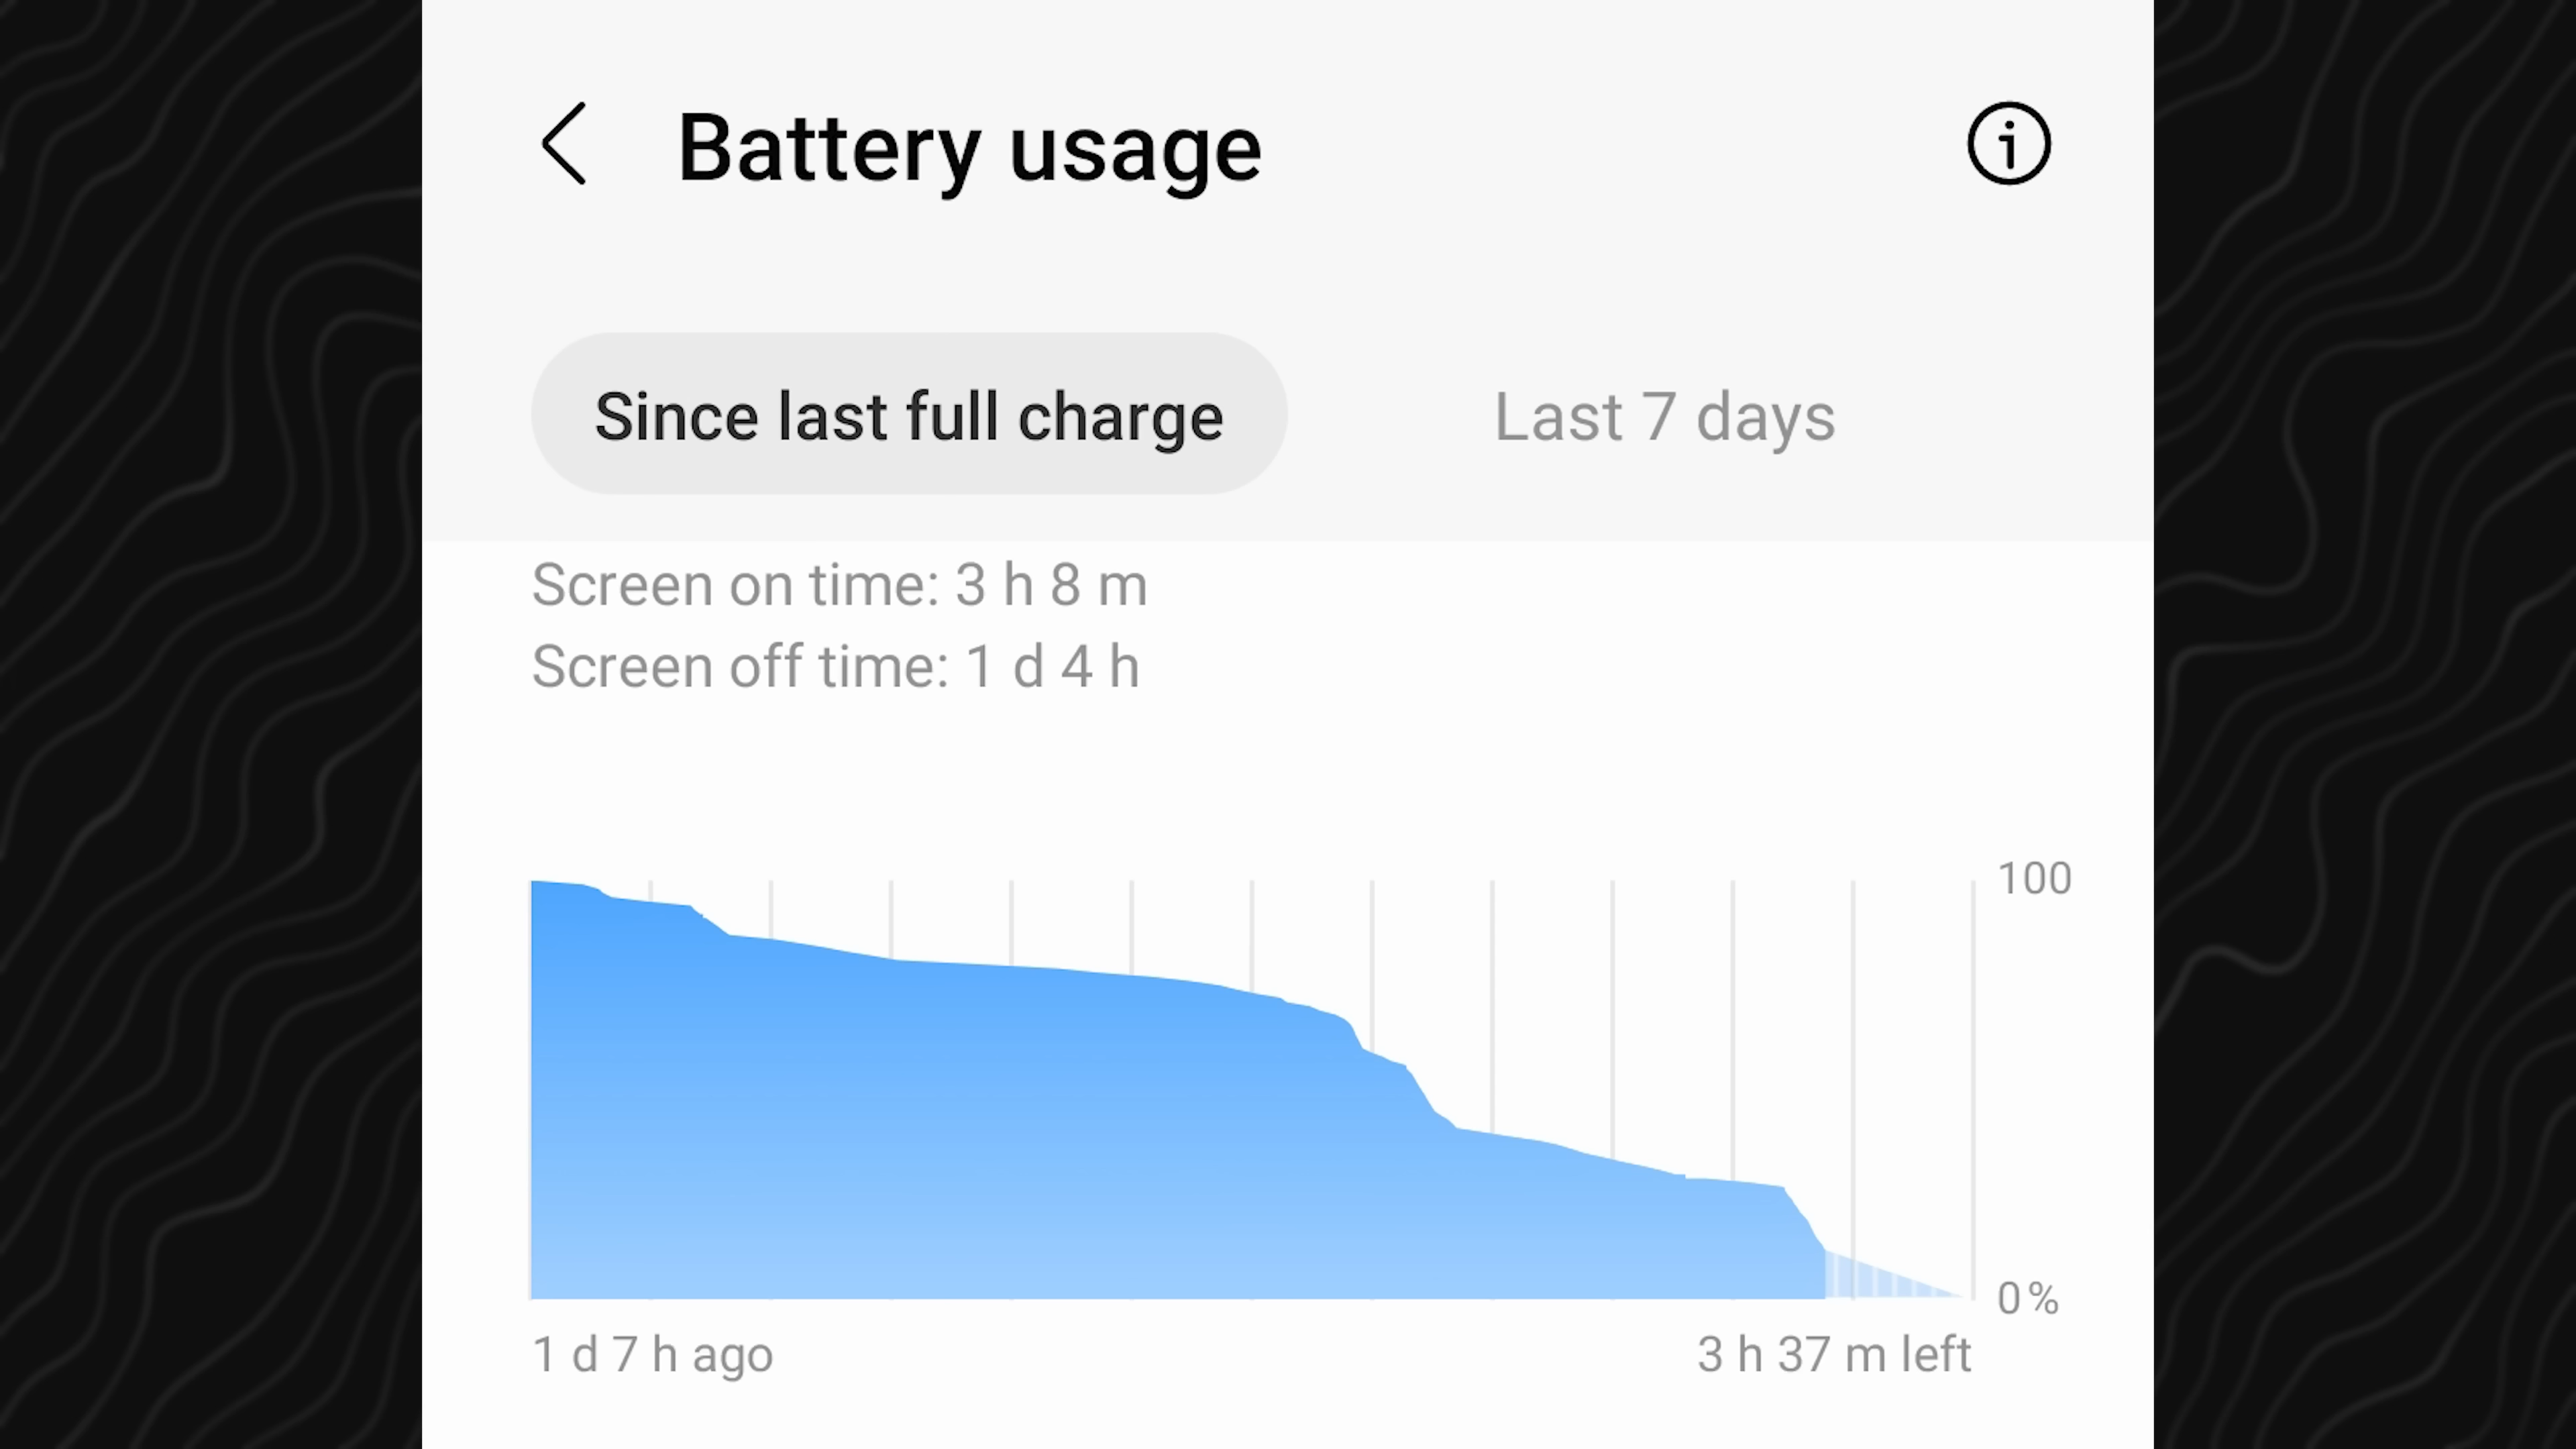 Battery usage
Since last full charge
Last 7 days
Screen on time: 3 h 8 m
Screen off time: 1 d 4 h
100
0%
1 d 7 h ago
3 h 37 m left